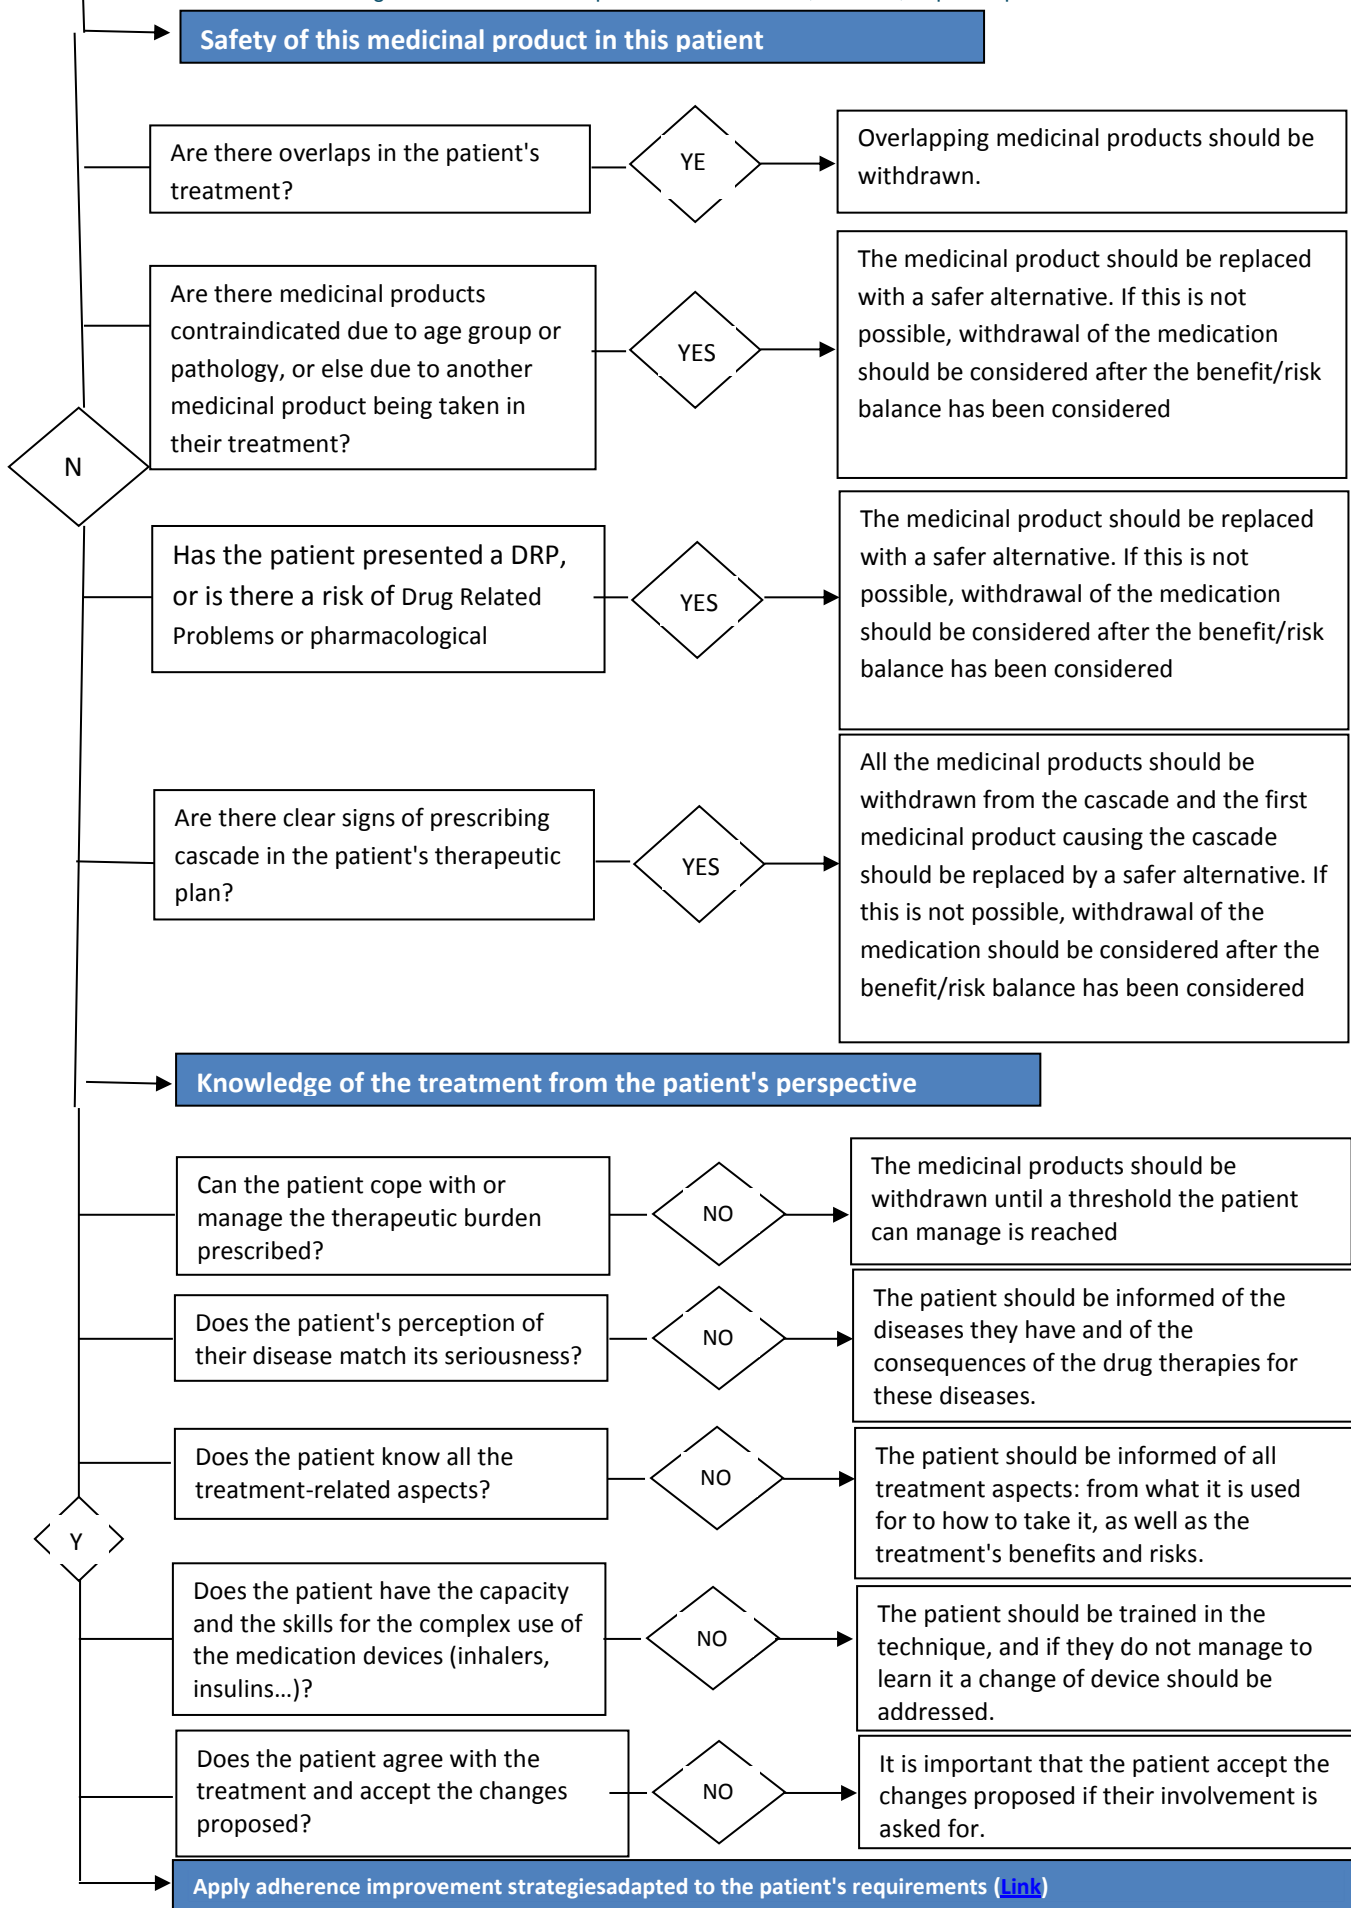 Safety of this medicinal product in this patient
Are there overlaps in the patient's
treatment?
YE
Overlapping medicinal products should be
withdrawn.
Are there medicinal products
contraindicated due to age group or
pathology, or else due to another
medicinal product being taken in
their treatment?
YES
The medicinal product should be replaced
with a safer alternative. If this is not
possible, withdrawal of the medication
should be considered after the benefit/risk
balance has been considered
N
Has the patient presented a DRP,
or is there a risk of Drug Related
Problems or pharmacological
YES
The medicinal product should be replaced
with a safer alternative. If this is not
possible, withdrawal of the medication
should be considered after the benefit/risk
balance has been considered
Are there clear signs of prescribing
cascade in the patient's therapeutic
plan?
YES
All the medicinal products should be
withdrawn from the cascade and the first
medicinal product causing the cascade
should be replaced by a safer alternative. If
this is not possible, withdrawal of the
medication should be considered after the
benefit/risk balance has been considered
Knowledge of the treatment from the patient's perspective
Can the patient cope with or
manage the therapeutic burden
prescribed?
NO
The medicinal products should be
withdrawn until a threshold the patient
can manage is reached
Does the patient's perception of
their disease match its seriousness?
NO
The patient should be informed of the
diseases they have and of the
consequences of the drug therapies for
these diseases.
Does the patient know all the
treatment-related aspects?
NO
The patient should be informed of all
treatment aspects: from what it is used
for to how to take it, as well as the
treatment's benefits and risks.
Y
Does the patient have the capacity
and the skills for the complex use of
the medication devices (inhalers,
insulins…)?
NO
The patient should be trained in the
technique, and if they do not manage to
learn it a change of device should be
addressed.
Does the patient agree with the
treatment and accept the changes
proposed?
NO
It is important that the patient accept the
changes proposed if their involvement is
asked for.
Apply adherence improvement strategiesadapted to the patient's requirements (Link)